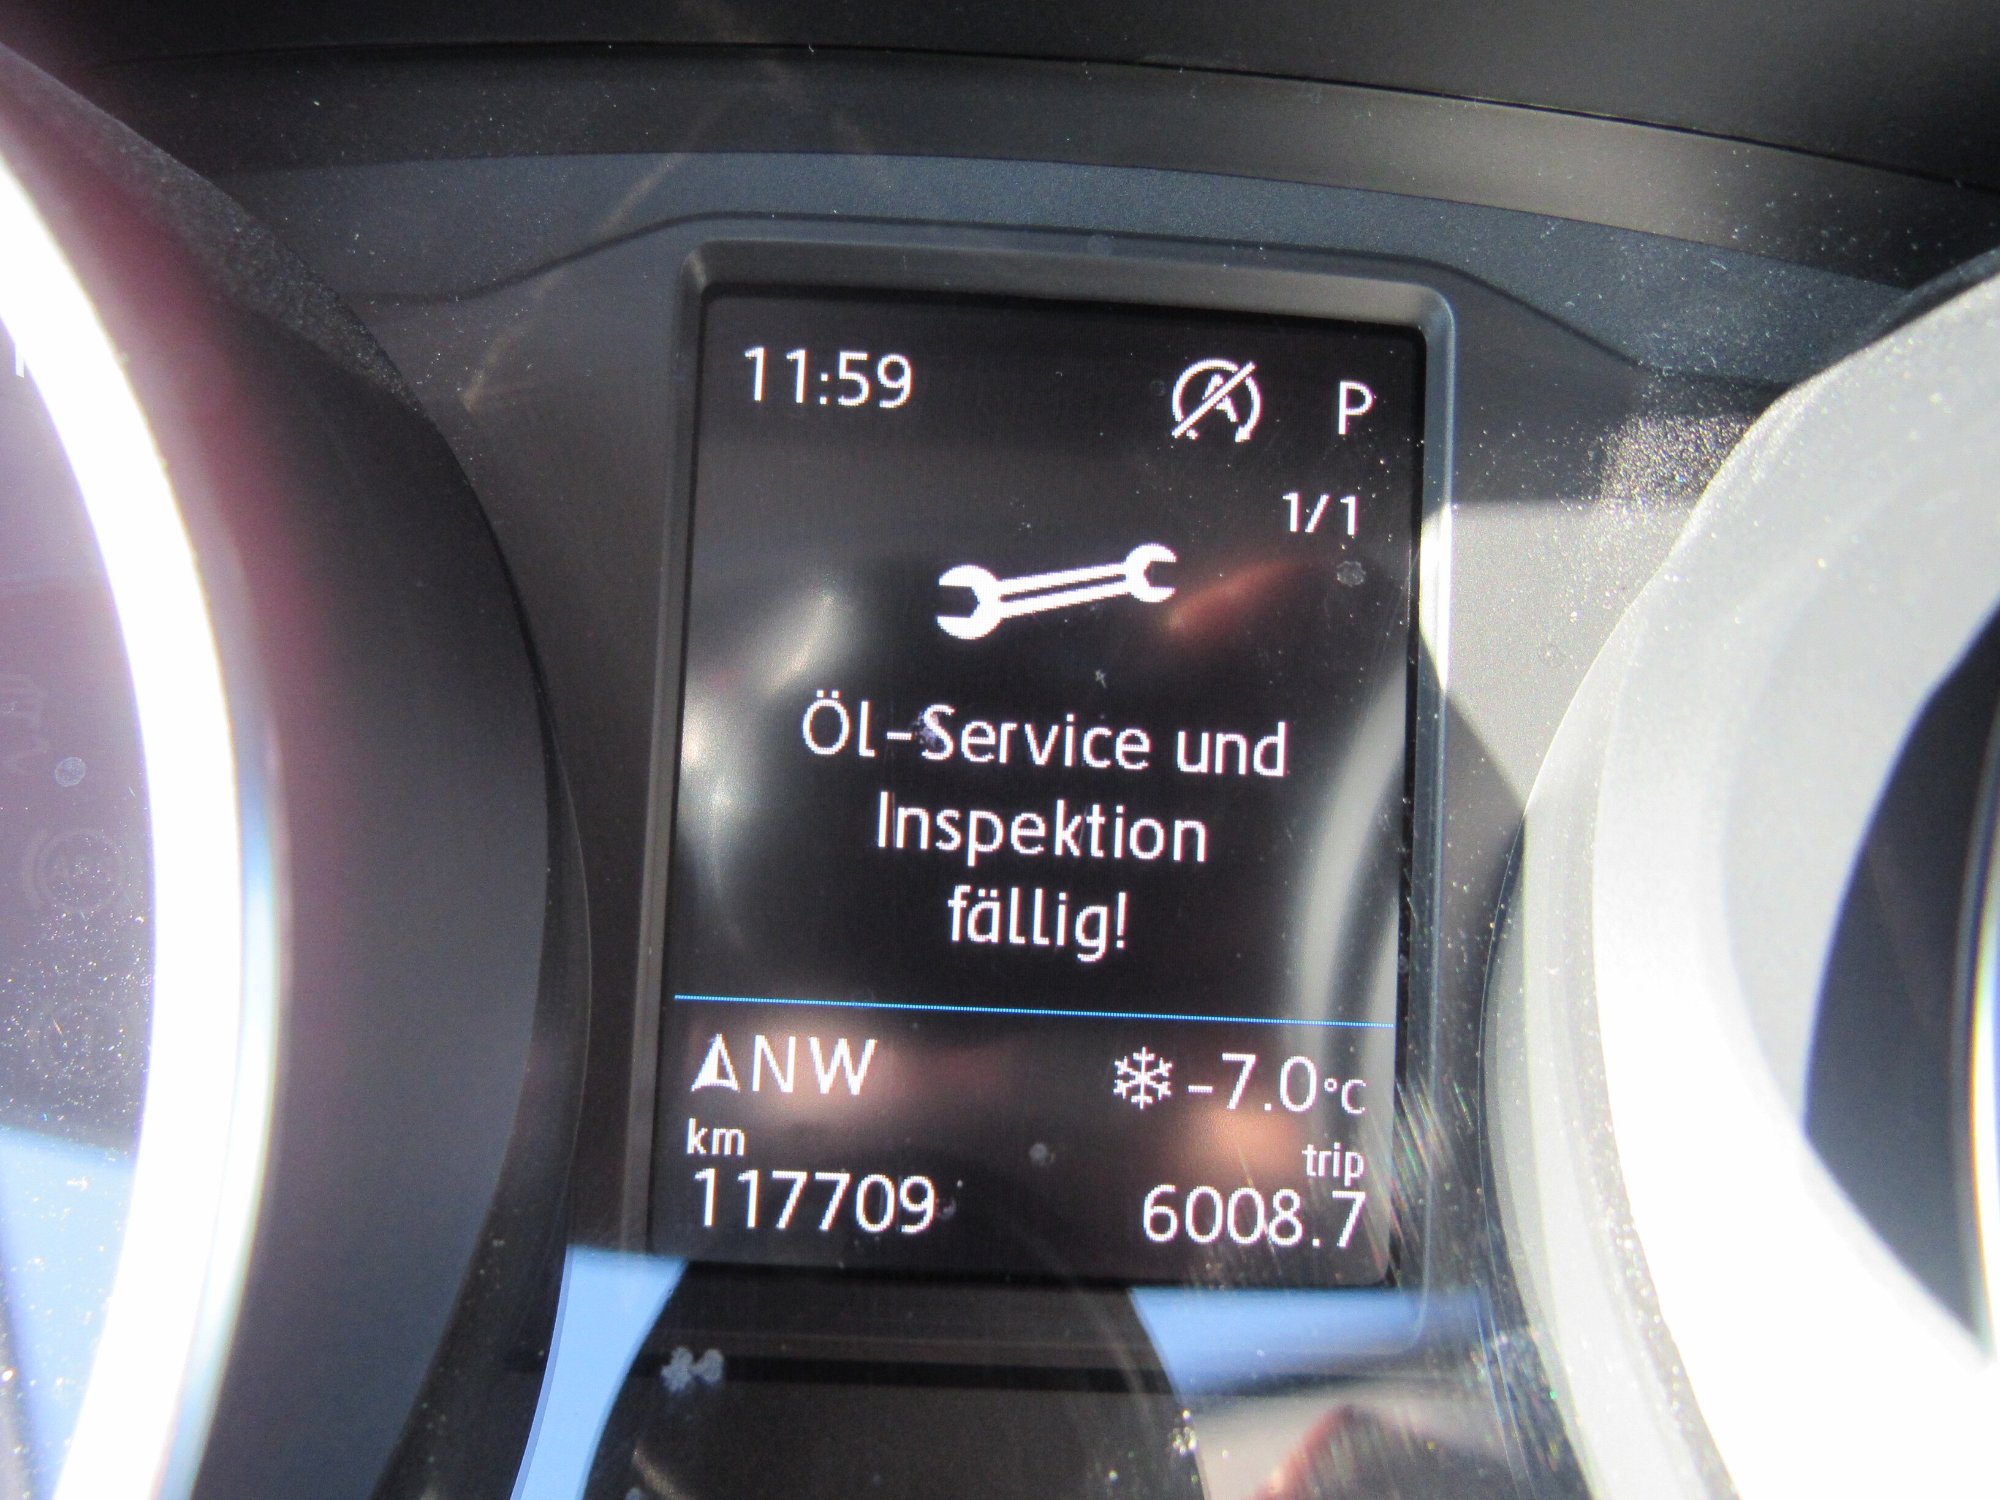 11:59 P
1/1
Öl-Service und
Inspektion
fällig!
NW -7.0°C
km trip
117709 6008.7